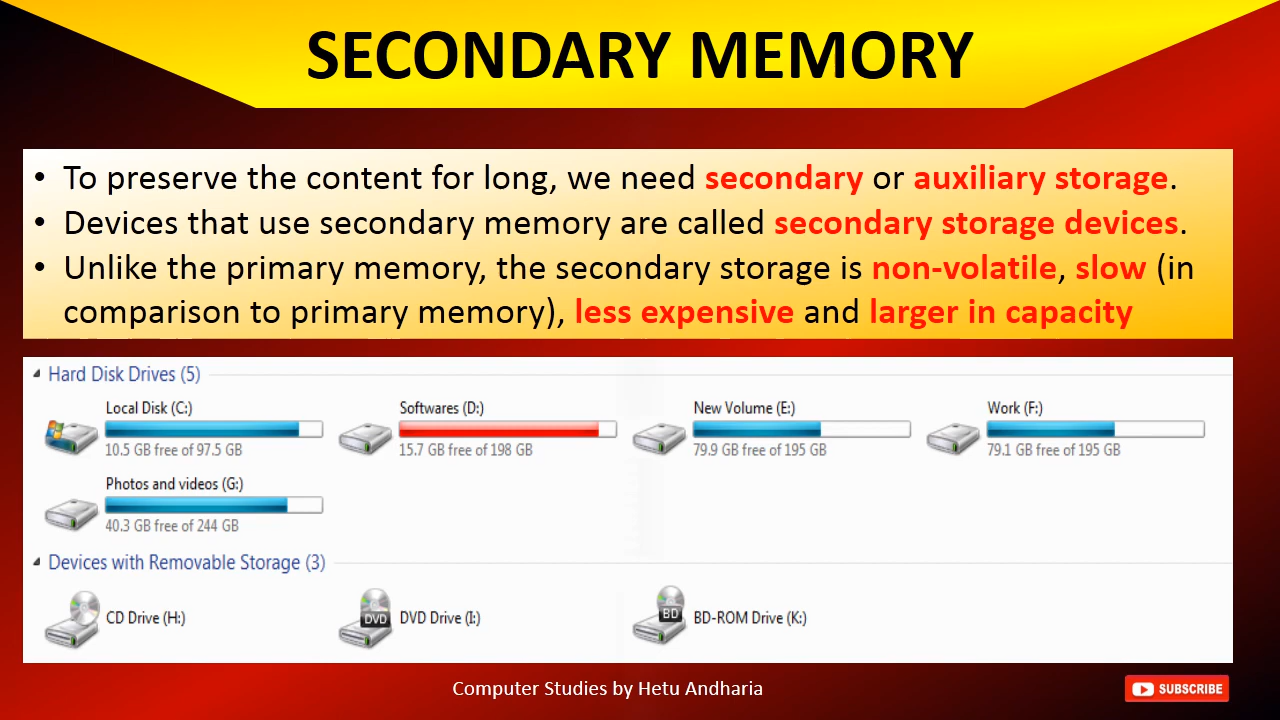 SECONDARY MEMORY
• To preserve the content for long, we need secondary or auxiliary storage.
• Devices that use secondary memory are called secondary storage devices.
• Unlike the primary memory, the secondary storage is non-volatile, slow (in
comparison to primary memory), less expensive and larger in capacity
Hard Disk Drives (5)
Local Disk (C:)
10.5 GB free of 97.5 GB
Softwares (D:)
15.7 GB free of 198 GB
New Volume (E:)
79.9 GB free of 195 GB
Work (F:)
79.1 GB free of 195 GB
Photos and videos (G:)
40.3 GB free of 244 GB
Devices with Removable Storage (3)
CD Drive (H:)
DVD
DVD Drive (I:)
BD
BD-ROM Drive (K:)
Computer Studies by Hetu Andharia
SUBSCRIBE